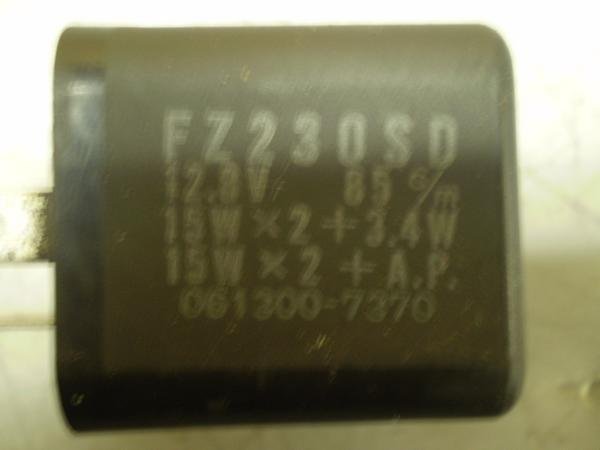 FZ230SD
12.8V 85 c/m
15W×2+3.4W
15W×2+A.P.
061300-7370